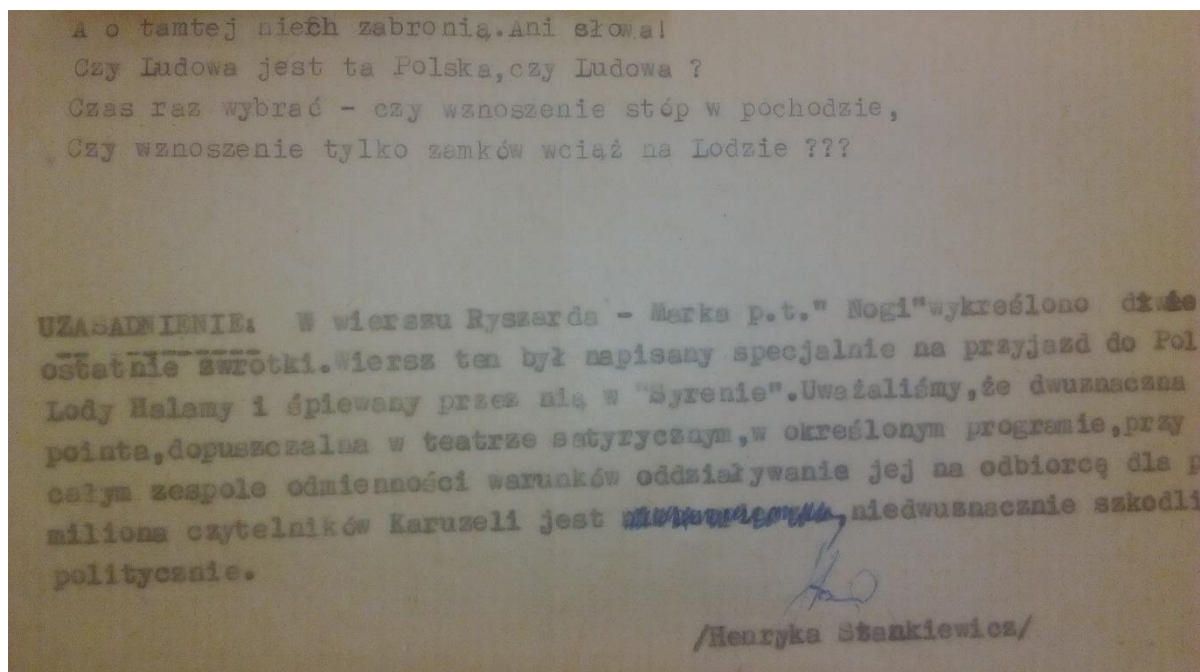 A o tamtej niech zabronią.Ani słowa!
Czy Ludowa jest ta Polska,czy Ludowa ?
Czas raz wybrać - czy wznoszenie stóp w pochodzie,
Czy wznoszenie tylko zamków wciąż na Lodzie ???
UZASADNIENIE: W wierszu Ryszarda - Marka p.t." Nogi"wykreślono dwie
ostatnie zwrotki.Wiersz ten był napisany specjalnie na przyjazd do Pol
Lody Halamy i śpiewany przez nią w "Syrenie".Uważaliśmy,że dwuznaczna
pointa,dopuszczalna w teatrze satyrycznym,w określonym programie,przy
całym zespole odmienności warunków oddziaływanie jej na odbiorcę dla p
miliona czytelników Karuzeli jest niedwuznacznie szkodli
politycznie.
/Henryka Stankiewicz/